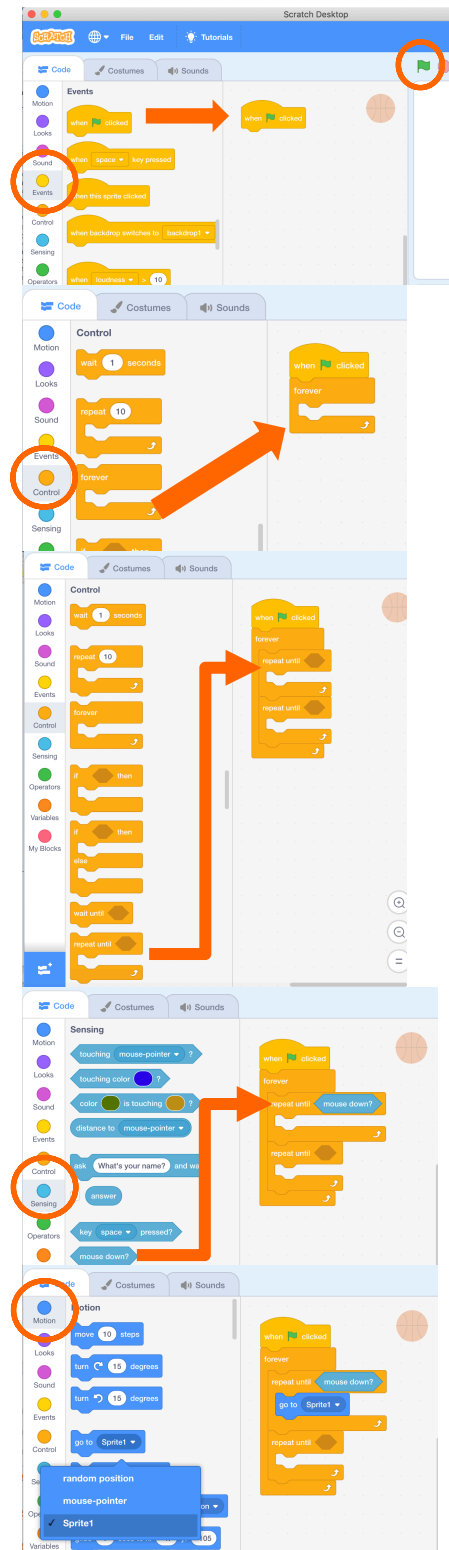 Scratch Desktop
SCRATCH File Edit Tutorials
Code Costumes Sounds
Motion
Looks
Sound
Events
Control
Sensing
Operators
Events
when clicked
when space key pressed
when this sprite clicked
when backdrop switches to backdrop1
when loudness > 10
when clicked
Code Costumes Sounds
Motion
Looks
Sound
Events
Control
Sensing
Control
wait 1 seconds
repeat 10
forever
if then
when clicked
forever
Code Costumes Sounds
Motion
Looks
Sound
Events
Control
Sensing
Operators
Variables
My Blocks
Control
wait 1 seconds
repeat 10
forever
if then
if then
else
wait until
repeat until
when clicked
forever
repeat until
repeat until
Code Costumes Sounds
Motion
Looks
Sound
Events
Control
Sensing
Operators
Sensing
touching mouse-pointer ?
touching color ?
color is touching ?
distance to mouse-pointer
ask What's your name? and wa
answer
key space pressed?
mouse down?
when clicked
forever
repeat until mouse down?
repeat until
Code Costumes Sounds
Motion
Looks
Sound
Events
Control
Se
Ope
Variables
Motion
move 10 steps
turn 15 degrees
turn 15 degrees
go to Sprite1
random position
mouse-pointer
✓ Sprite1
on
105
when clicked
forever
repeat until mouse down?
go to Sprite1
repeat until